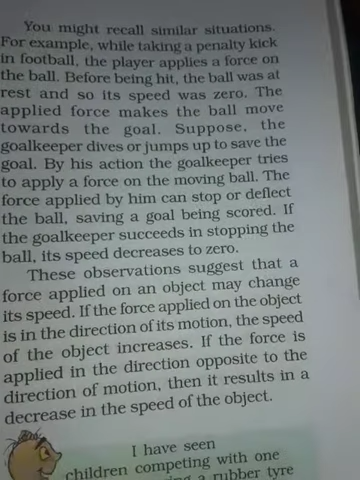 You might recall similar situations.
For example, while taking a penalty kick
in football, the player applies a force on
the ball. Before being hit, the ball was at
rest and so its speed was zero. The
applied force makes the ball move
towards the goal. Suppose, the
goalkeeper dives or jumps up to save the
goal. By his action the goalkeeper tries
to apply a force on the moving ball. The
force applied by him can stop or deflect
the ball, saving a goal being scored. If
the goalkeeper succeeds in stopping the
ball, its speed decreases to zero.
These observations suggest that a
force applied on an object may change
its speed. If the force applied on the object
is in the direction of its motion, the speed
of the object increases. If the force is
applied in the direction opposite to the
direction of motion, then it results in a
decrease in the speed of the object.
I have seen
children competing with one
a rubber tyre